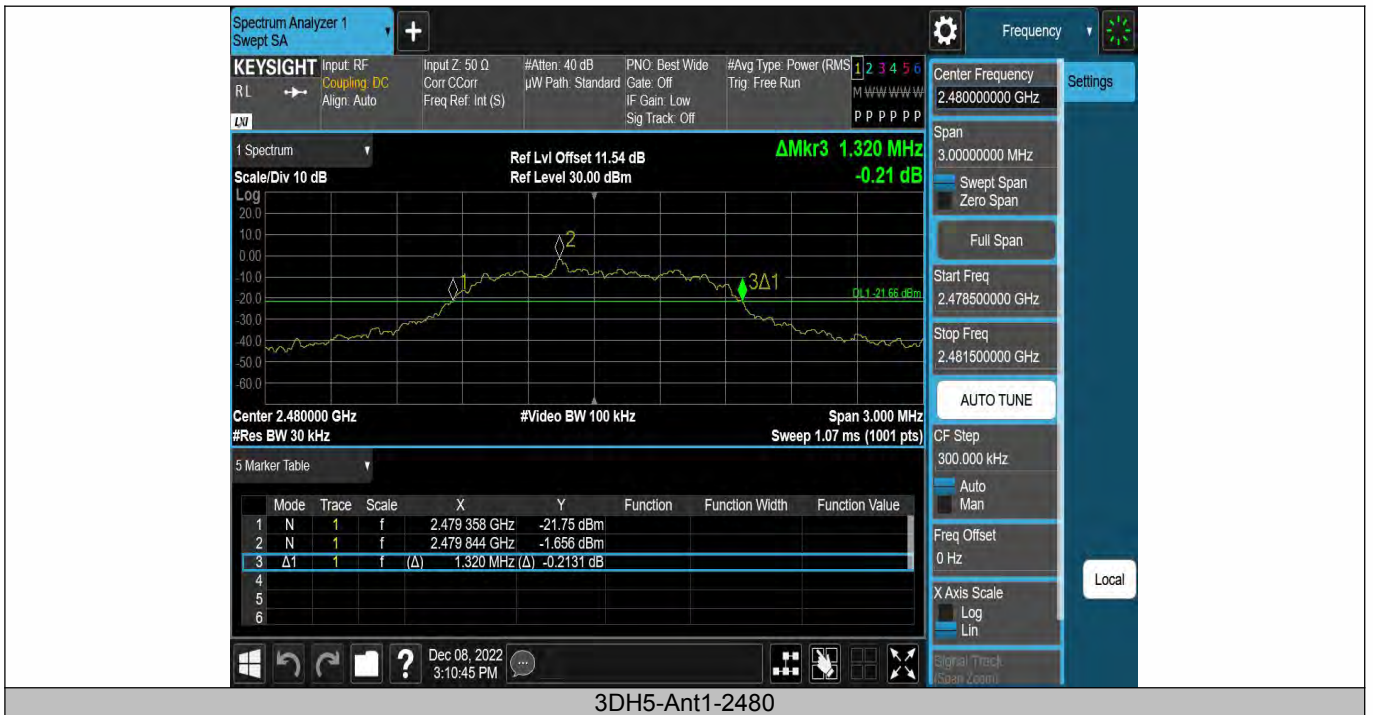 Spectrum Analyzer 1
Swept SA
+
Frequency
KEYSIGHT
RL
LXI
Input: RF
Coupling: DC
Align: Auto
Input Z: 50 Ω
Corr CCorr
Freq Ref: Int (S)
#Atten: 40 dB
µW Path: Standard
PNO: Best Wide
Gate: Off
IF Gain: Low
Sig Track: Off
#Avg Type: Power (RMS
Trig: Free Run
1 2 3 4 5 6
M W W W W W
P P P P P P
1 Spectrum
Scale/Div 10 dB
Log
Ref Lvl Offset 11.54 dB
Ref Level 30.00 dBm
ΔMkr3 1.320 MHz
-0.21 dB
20.0
10.0
0.00
-10.0
-20.0
-30.0
-40.0
-50.0
-60.0
1
2
3Δ1
DL1 -21.66 dBm
Center 2.480000 GHz
#Res BW 30 kHz
#Video BW 100 kHz
Span 3.000 MHz
Sweep 1.07 ms (1001 pts)
5 Marker Table
Mode Trace Scale X Y Function Function Width Function Value
1 N 1 f 2.479 358 GHz -21.75 dBm
2 N 1 f 2.479 844 GHz -1.656 dBm
3 Δ1 1 f (Δ) 1.320 MHz (Δ) -0.2131 dB
4
5
6
?
Dec 08, 2022
3:10:45 PM
Center Frequency
2.480000000 GHz
Settings
Span
3.00000000 MHz
Swept Span
Zero Span
Full Span
Start Freq
2.478500000 GHz
Stop Freq
2.481500000 GHz
AUTO TUNE
CF Step
300.000 kHz
Auto
Man
Freq Offset
0 Hz
X Axis Scale
Log
Lin
Local
Signal Track
(Span Zoom)
3DH5-Ant1-2480